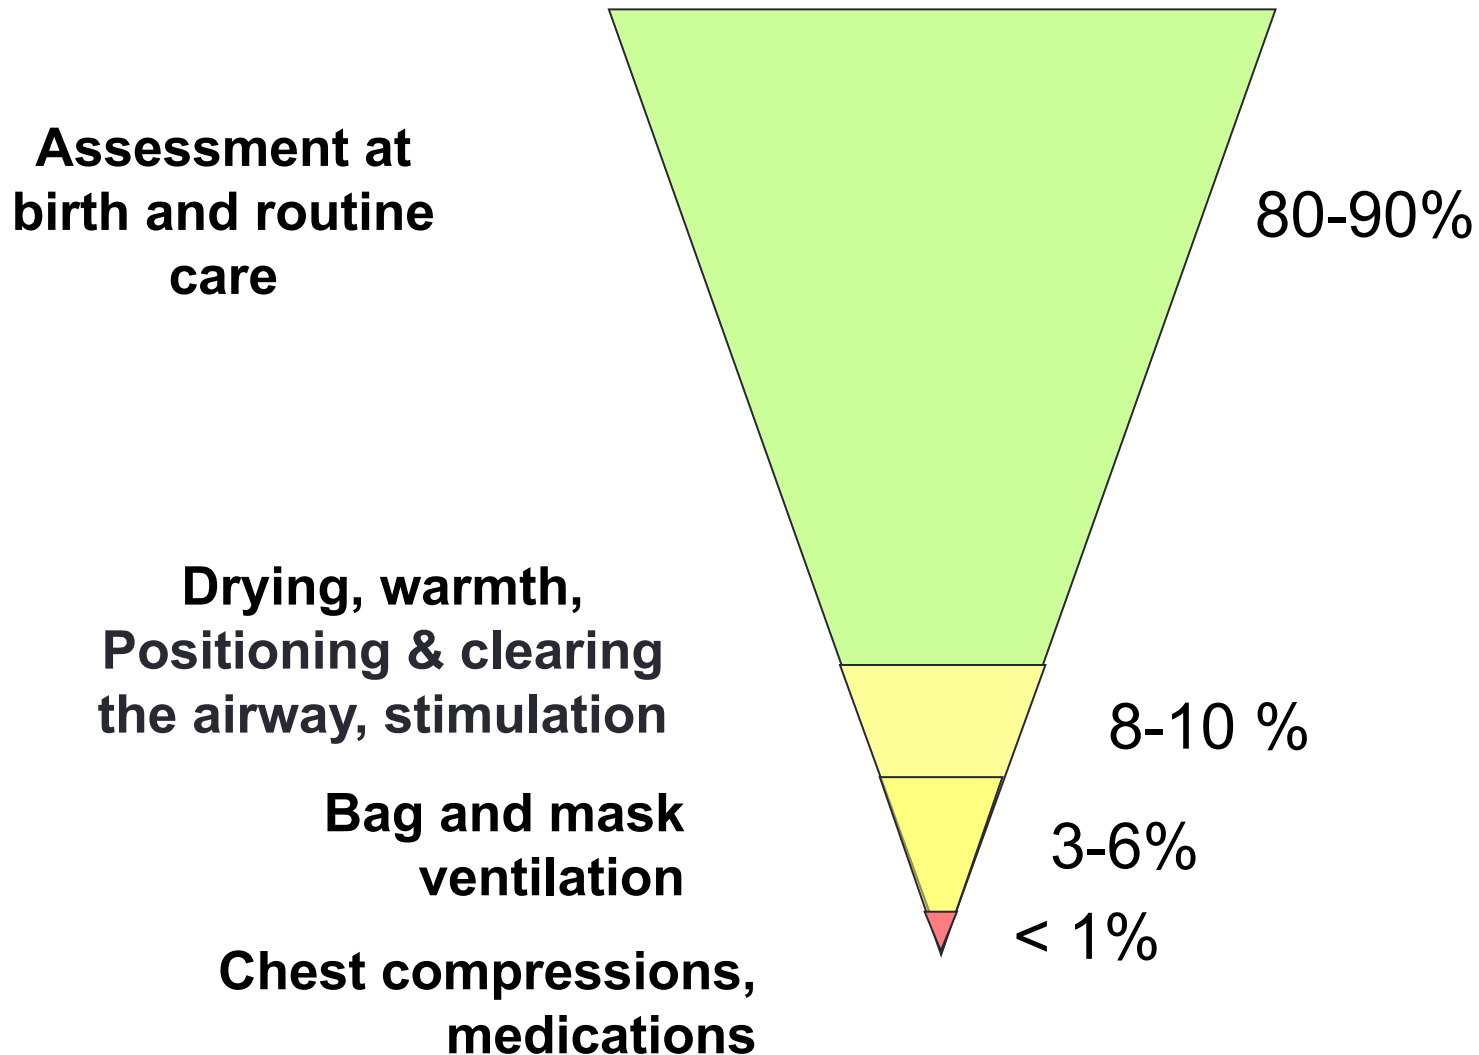 Assessment at
birth and routine
care
80-90%
Drying, warmth,
Positioning & clearing
the airway, stimulation
8-10 %
Bag and mask
ventilation
3-6%
Chest compressions,
medications
< 1%